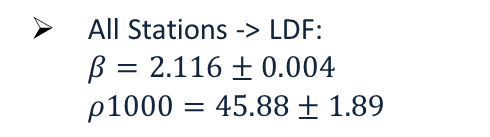 ➢ All Stations -> LDF:
β = 2.116 ± 0.004
ρ1000 = 45.88 ± 1.89